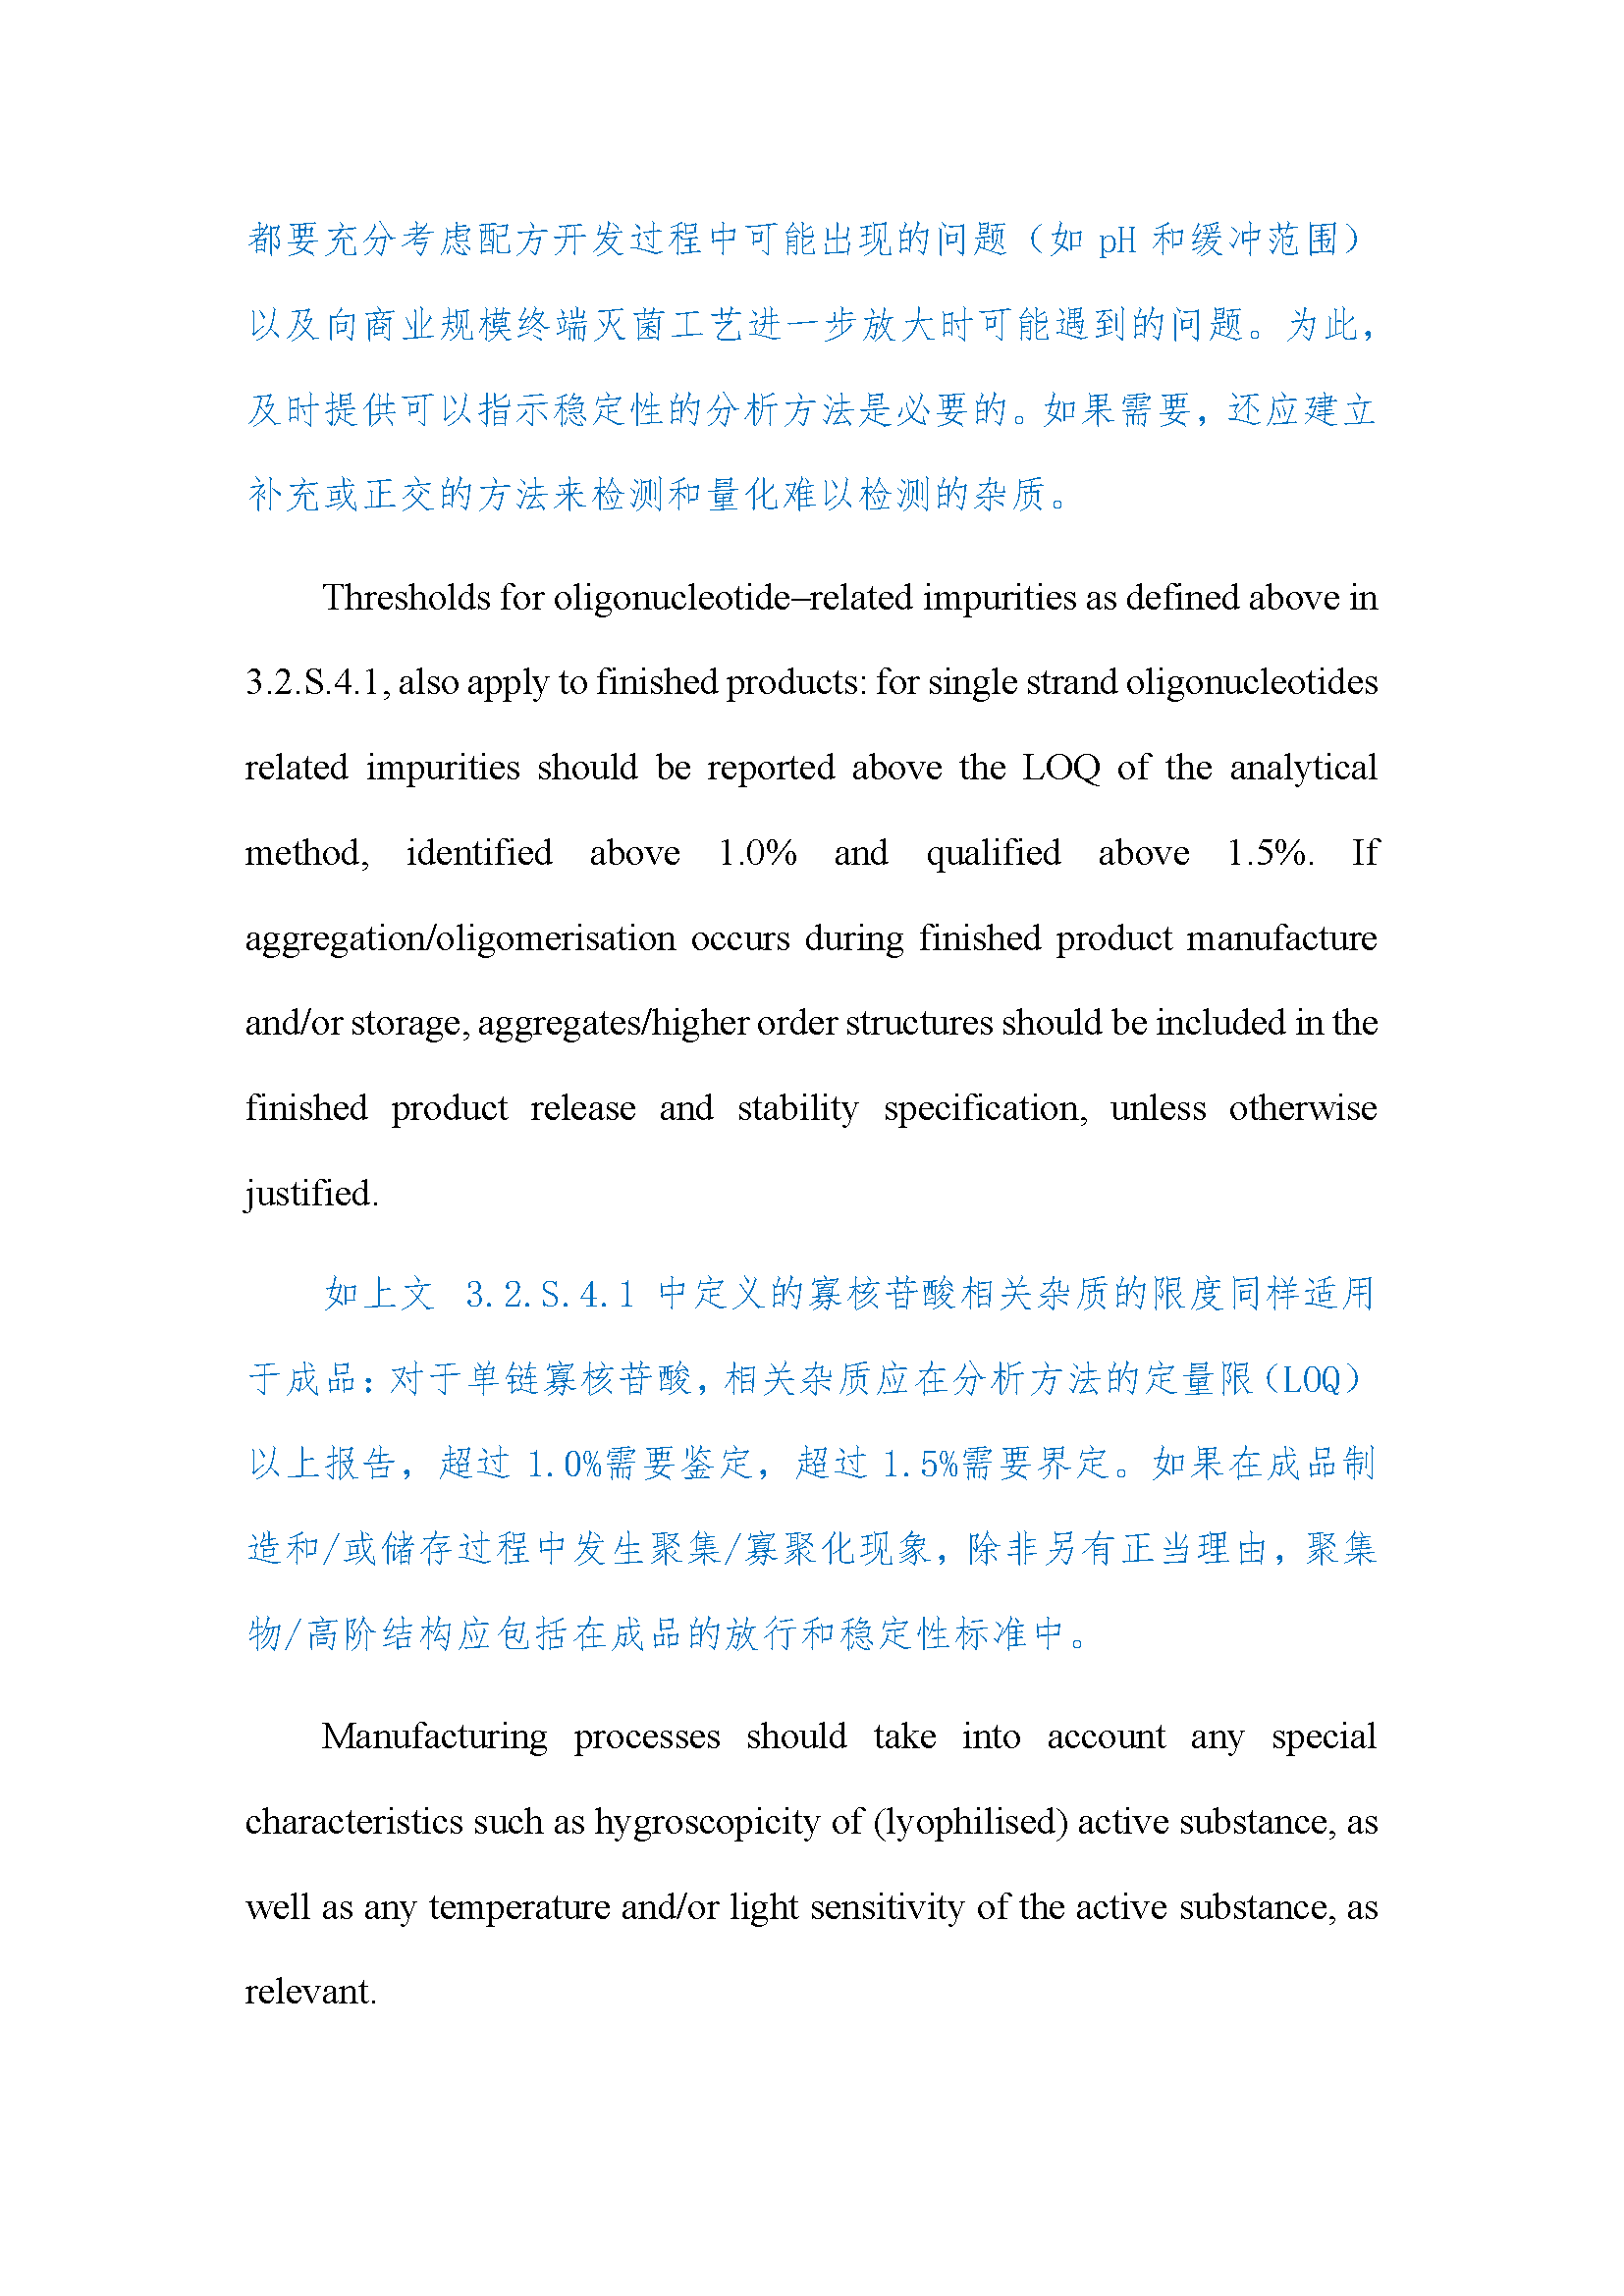 都要充分考虑配方开发过程中可能出现的问题（如 pH 和缓冲范围）
以及向商业规模终端灭菌工艺进一步放大时可能遇到的问题。为此，
及时提供可以指示稳定性的分析方法是必要的。如果需要，还应建立
补充或正交的方法来检测和量化难以检测的杂质。
Thresholds for oligonucleotide–related impurities as defined above in
3.2.S.4.1, also apply to finished products: for single strand oligonucleotides
related impurities should be reported above the LOQ of the analytical
method, identified above 1.0% and qualified above 1.5%. If
aggregation/oligomerisation occurs during finished product manufacture
and/or storage, aggregates/higher order structures should be included in the
finished product release and stability specification, unless otherwise
justified.
如上文 3.2.S.4.1 中定义的寡核苷酸相关杂质的限度同样适用
于成品：对于单链寡核苷酸，相关杂质应在分析方法的定量限（LOQ）
以上报告，超过 1.0%需要鉴定，超过 1.5%需要界定。如果在成品制
造和/或储存过程中发生聚集/寡聚化现象，除非另有正当理由，聚集
物/高阶结构应包括在成品的放行和稳定性标准中。
Manufacturing processes should take into account any special
characteristics such as hygroscopicity of (lyophilised) active substance, as
well as any temperature and/or light sensitivity of the active substance, as
relevant.